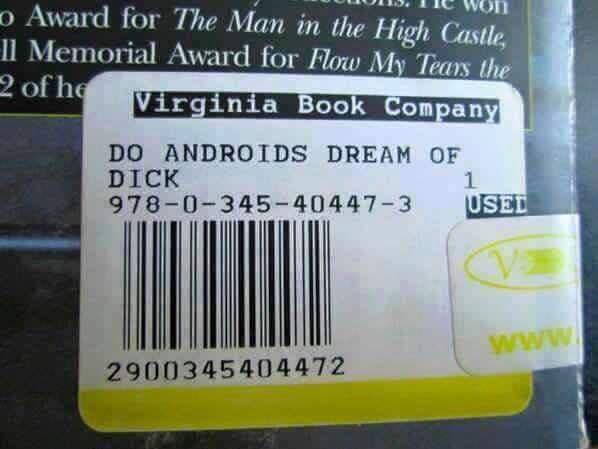 o Award for The Man in the High Castle,
ll Memorial Award for Flow My Tears the
2 of he
Virginia Book Company
DO ANDROIDS DREAM OF
DICK 1
978-0-345-40447-3 USED
2900345404472
V
www.